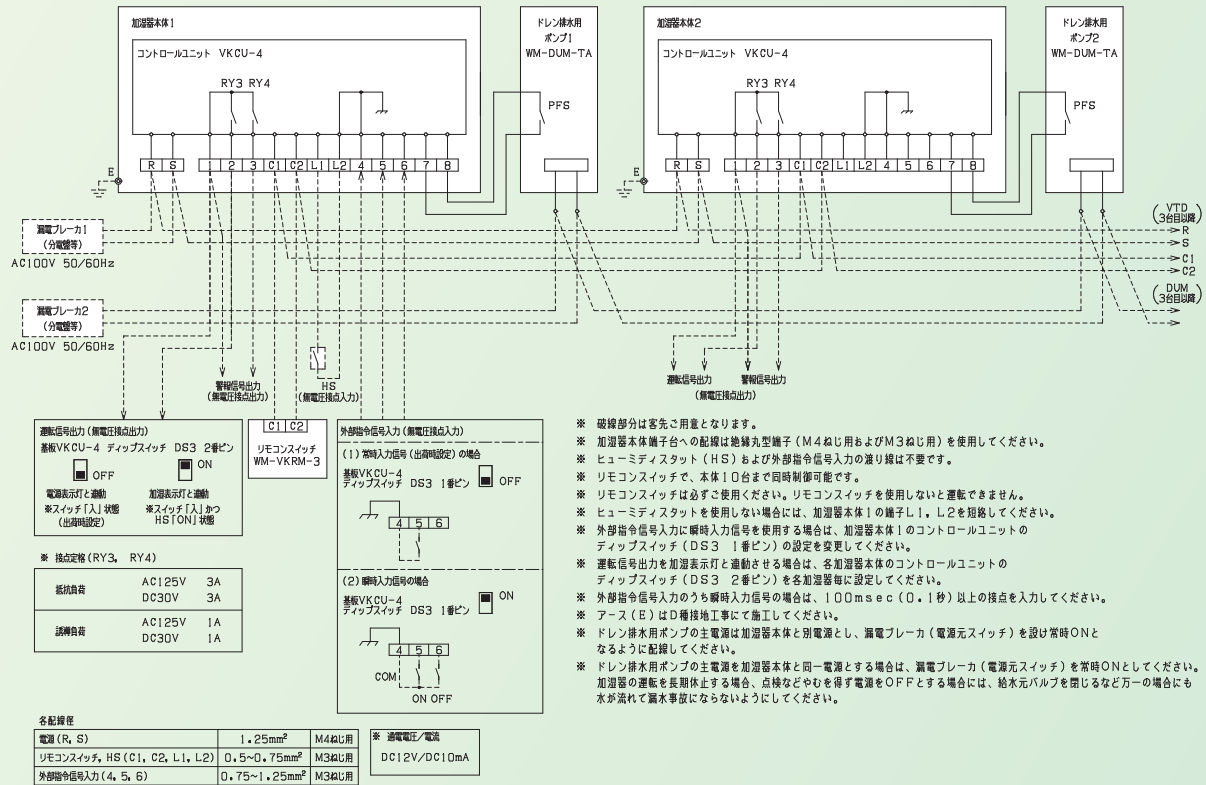 加湿器本体1
コントロールユニット VKCU-4
RY3 RY4
R S 1 2 3 C1 C2 L1 L2 4 5 6 7 8
E
ドレン排水用
ポンプ1
WM-DUM-TA
PFS
加湿器本体2
コントロールユニット VKCU-4
RY3 RY4
R S 1 2 3 C1 C2 L1 L2 4 5 6 7 8
E
ドレン排水用
ポンプ2
WM-DUM-TA
PFS
漏電ブレーカ1
(分電盤等)
AC100V 50/60Hz
漏電ブレーカ2
(分電盤等)
AC100V 50/60Hz
(VTD
3台目以降)
R
S
C1
C2
(DUM
3台目以降)
警報信号出力
(無電圧接点出力)
HS
(無電圧接点入力)
運転信号出力 警報信号出力
(無電圧接点出力)
運転信号出力(無電圧接点出力)
基板VKCU-4 ディップスイッチ DS3 2番ピン
OFF
ON
電源表示灯と連動
※スイッチ「入」状態
(出荷時設定)
加湿表示灯と連動
※スイッチ「入」かつ
HS「ON」状態
C1 C2
リモコンスイッチ
WM-VKRM-3
外部指令信号入力(無電圧接点入力)
(1)常時入力信号(出荷時設定)の場合
基板VKCU-4
ディップスイッチ DS3 1番ピン
OFF
4 5 6
(2)瞬時入力信号の場合
基板VKCU-4
ディップスイッチ DS3 1番ピン
ON
4 5 6
COM
ON OFF
※ 接点定格(RY3, RY4)
抵抗負荷 AC125V 3A
DC30V 3A
誘導負荷 AC125V 1A
DC30V 1A
※ 破線部分は客先ご用意となります。
※ 加湿器本体端子台への配線は絶縁丸型端子(M4ねじ用およびM3ねじ用)を使用してください。
※ ヒューミディスタット(HS)および外部指令信号入力の渡り線は不要です。
※ リモコンスイッチで、本体10台まで同時制御可能です。
※ リモコンスイッチは必ずご使用ください。リモコンスイッチを使用しないと運転できません。
※ ヒューミディスタットを使用しない場合には、加湿器本体1の端子L1, L2を短絡してください。
※ 外部指令信号入力に瞬時入力信号を使用する場合は、加湿器本体1のコントロールユニットの
ディップスイッチ(DS3 1番ピン)の設定を変更してください。
※ 運転信号出力を加湿表示灯と連動させる場合は、各加湿器本体のコントロールユニットの
ディップスイッチ(DS3 2番ピン)を各加湿器毎に設定してください。
※ 外部指令信号入力のうち瞬時入力信号の場合は、100msec(0.1秒)以上の接点を入力してください。
※ アース(E)はD種接地工事にて施工してください。
※ ドレン排水用ポンプの主電源は加湿器本体と別電源とし、漏電ブレーカ(電源元スイッチ)を設け常時ONと
なるように配線してください。
※ ドレン排水用ポンプの主電源を加湿器本体と同一電源とする場合は、漏電ブレーカ(電源元スイッチ)を常時ONとしてください。
加湿器の運転を長期休止する場合、点検などやむを得ず電源をOFFとする場合には、給水元バルブを閉じるなど万一の場合にも
水が流れて漏水事故にならないようにしてください。
各配線径
電源(R, S) 1.25mm² M4ねじ用
リモコンスイッチ, HS(C1, C2, L1, L2) 0.5~0.75mm² M3ねじ用
外部指令信号入力(4, 5, 6) 0.75~1.25mm² M3ねじ用
※ 通電電圧/電流
DC12V/DC10mA